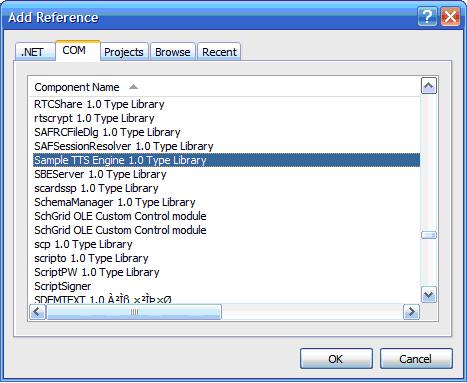 Add Reference
.NET COM Projects Browse Recent
Component Name
RTCShare 1.0 Type Library
rtscrypt 1.0 Type Library
SAFRCFileDlg 1.0 Type Library
SAFSessionResolver 1.0 Type Library
Sample TTS Engine 1.0 Type Library
SBEServer 1.0 Type Library
scardssp 1.0 Type Library
SchemaManager 1.0 Type Library
SchGrid OLE Custom Control module
SchGrid OLE Custom Control module
scp 1.0 Type Library
scripto 1.0 Type Library
ScriptPW 1.0 Type Library
ScriptSigner
SDEMTEXT 1.0
OK Cancel